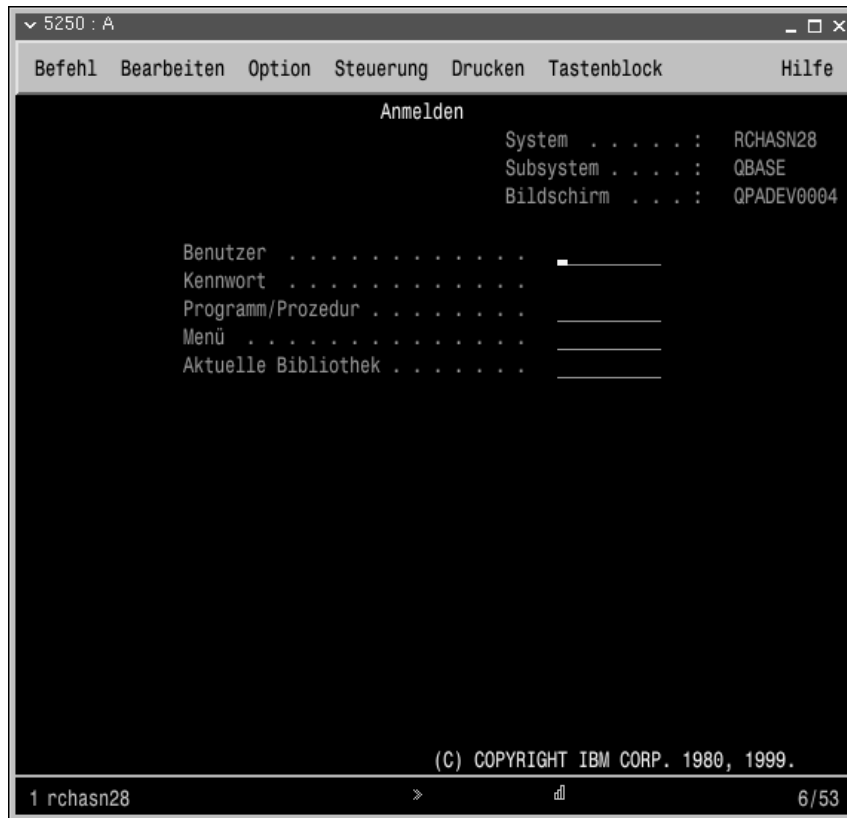 5250 : A
Befehl Bearbeiten Option Steuerung Drucken Tastenblock Hilfe
Anmelden
System . . . . . : RCHASN28
Subsystem . . . . : QBASE
Bildschirm . . . : QPADEV0004
Benutzer . . . . . . . . . . . . .
Kennwort . . . . . . . . . . . . .
Programm/Prozedur . . . . . . . .
Menü . . . . . . . . . . . . . . .
Aktuelle Bibliothek . . . . . . .
(C) COPYRIGHT IBM CORP. 1980, 1999.
1 rchasn28 6/53